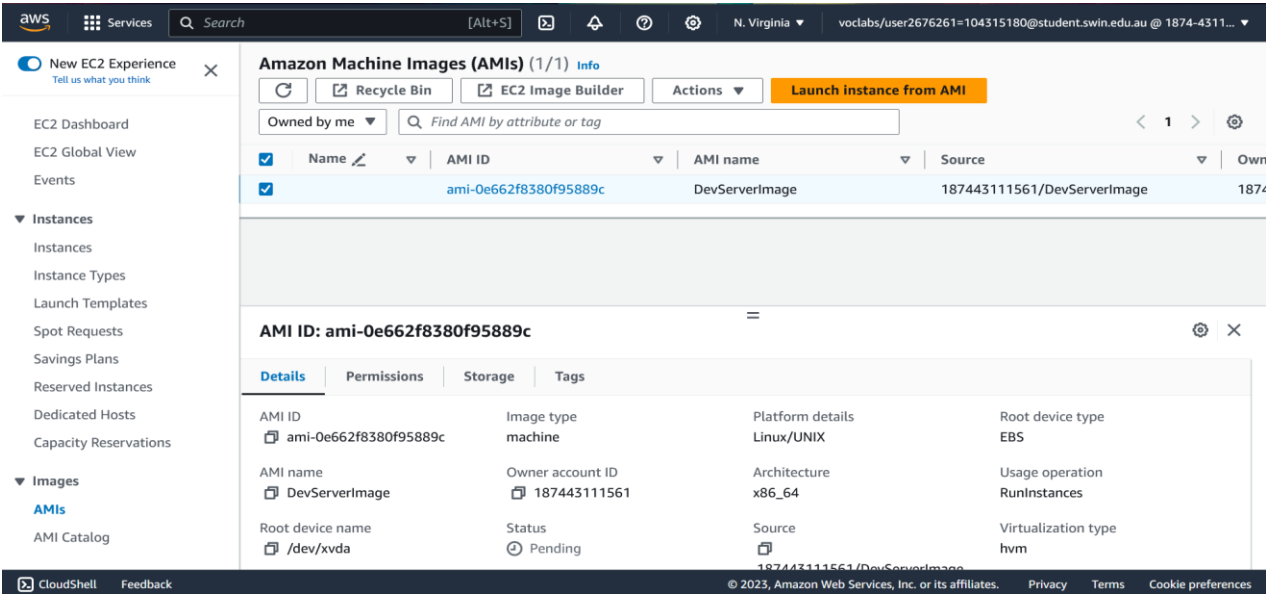 aws Services Search [Alt+S] N. Virginia voclabs/user2676261=104315180@student.swin.edu.au @ 1874-4311...
New EC2 Experience
Tell us what you think
EC2 Dashboard
EC2 Global View
Events
Instances
Instances
Instance Types
Launch Templates
Spot Requests
Savings Plans
Reserved Instances
Dedicated Hosts
Capacity Reservations
Images
AMIs
AMI Catalog
Amazon Machine Images (AMIs) (1/1) Info
Recycle Bin EC2 Image Builder Actions Launch instance from AMI
Owned by me Find AMI by attribute or tag 1
Name AMI ID AMI name Source Own
ami-0e662f8380f95889c DevServerImage 187443111561/DevServerImage 1874
AMI ID: ami-0e662f8380f95889c
Details Permissions Storage Tags
AMI ID Image type Platform details Root device type
ami-0e662f8380f95889c machine Linux/UNIX EBS
AMI name Owner account ID Architecture Usage operation
DevServerImage 187443111561 x86_64 RunInstances
Root device name Status Source Virtualization type
/dev/xvda Pending hvm
187443111561/DevServerImage
CloudShell Feedback © 2023, Amazon Web Services, Inc. or its affiliates. Privacy Terms Cookie preferences